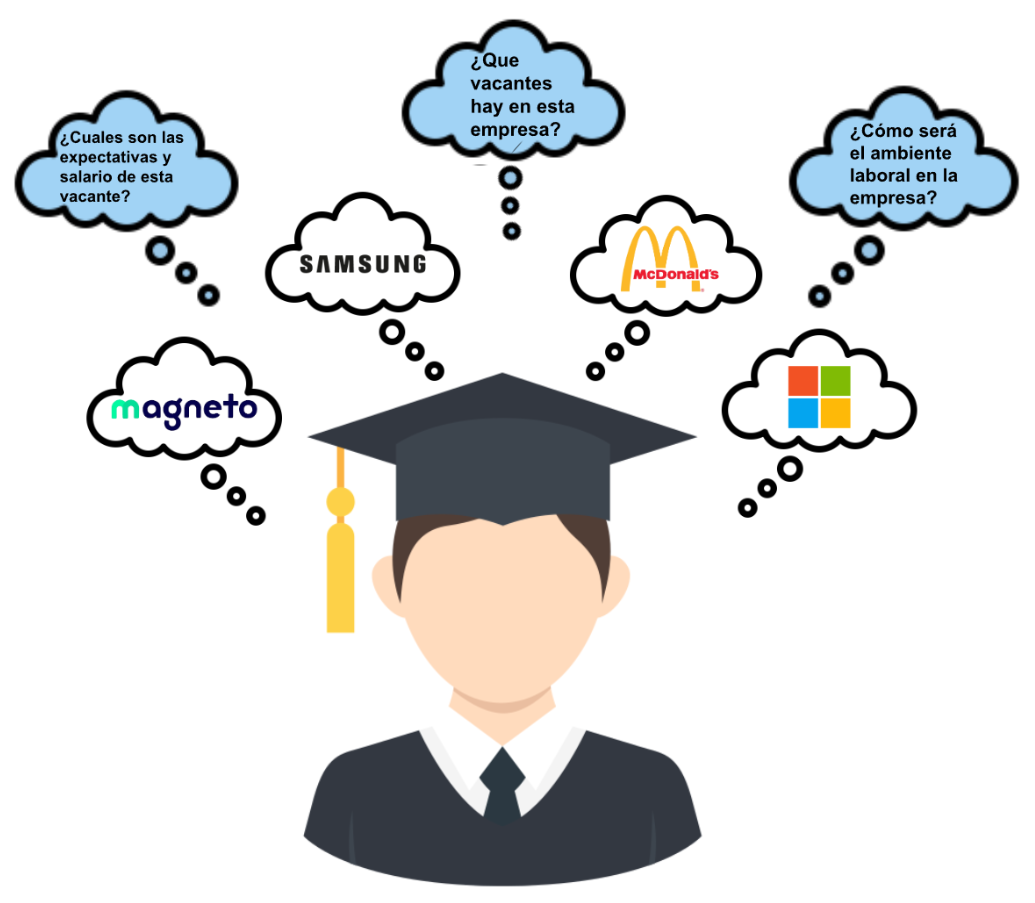 ¿Que
vacantes
hay en esta
empresa?
¿Cuales son las
expectativas y
salario de esta
vacante?
¿Cómo será
el ambiente
laboral en la
empresa?
SAMSUNG
McDonald's
magneto